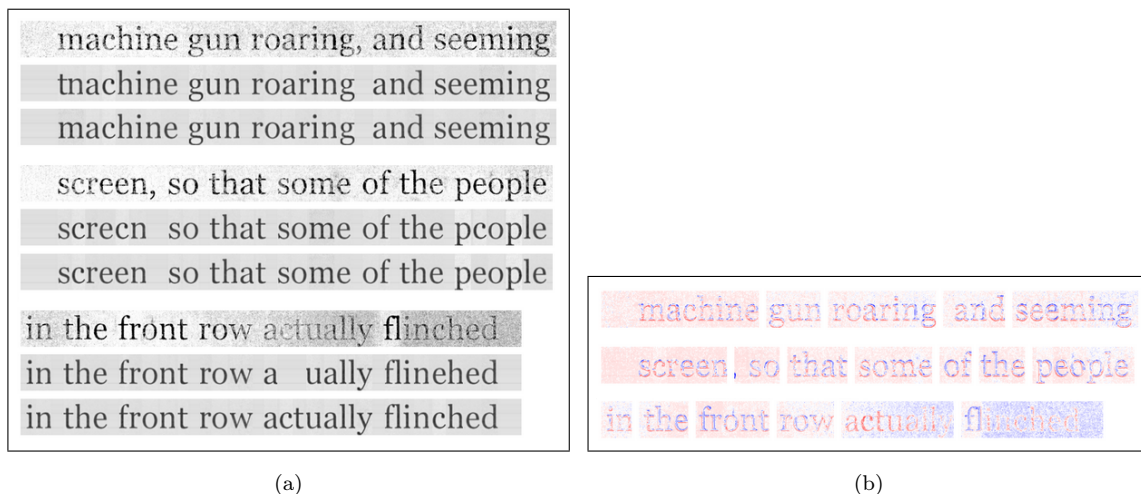 machine gun roaring, and seeming
tnachine gun roaring and seeming
machine gun roaring and seeming
screen, so that some of the people
screcn so that some of the pcople
screen so that some of the people
in the front row actually flinched
in the front row a ually flinehed
in the front row actually flinched
(a)
machine gun roaring and seeming
screen, so that some of the people
in the front row actually flinched
(b)